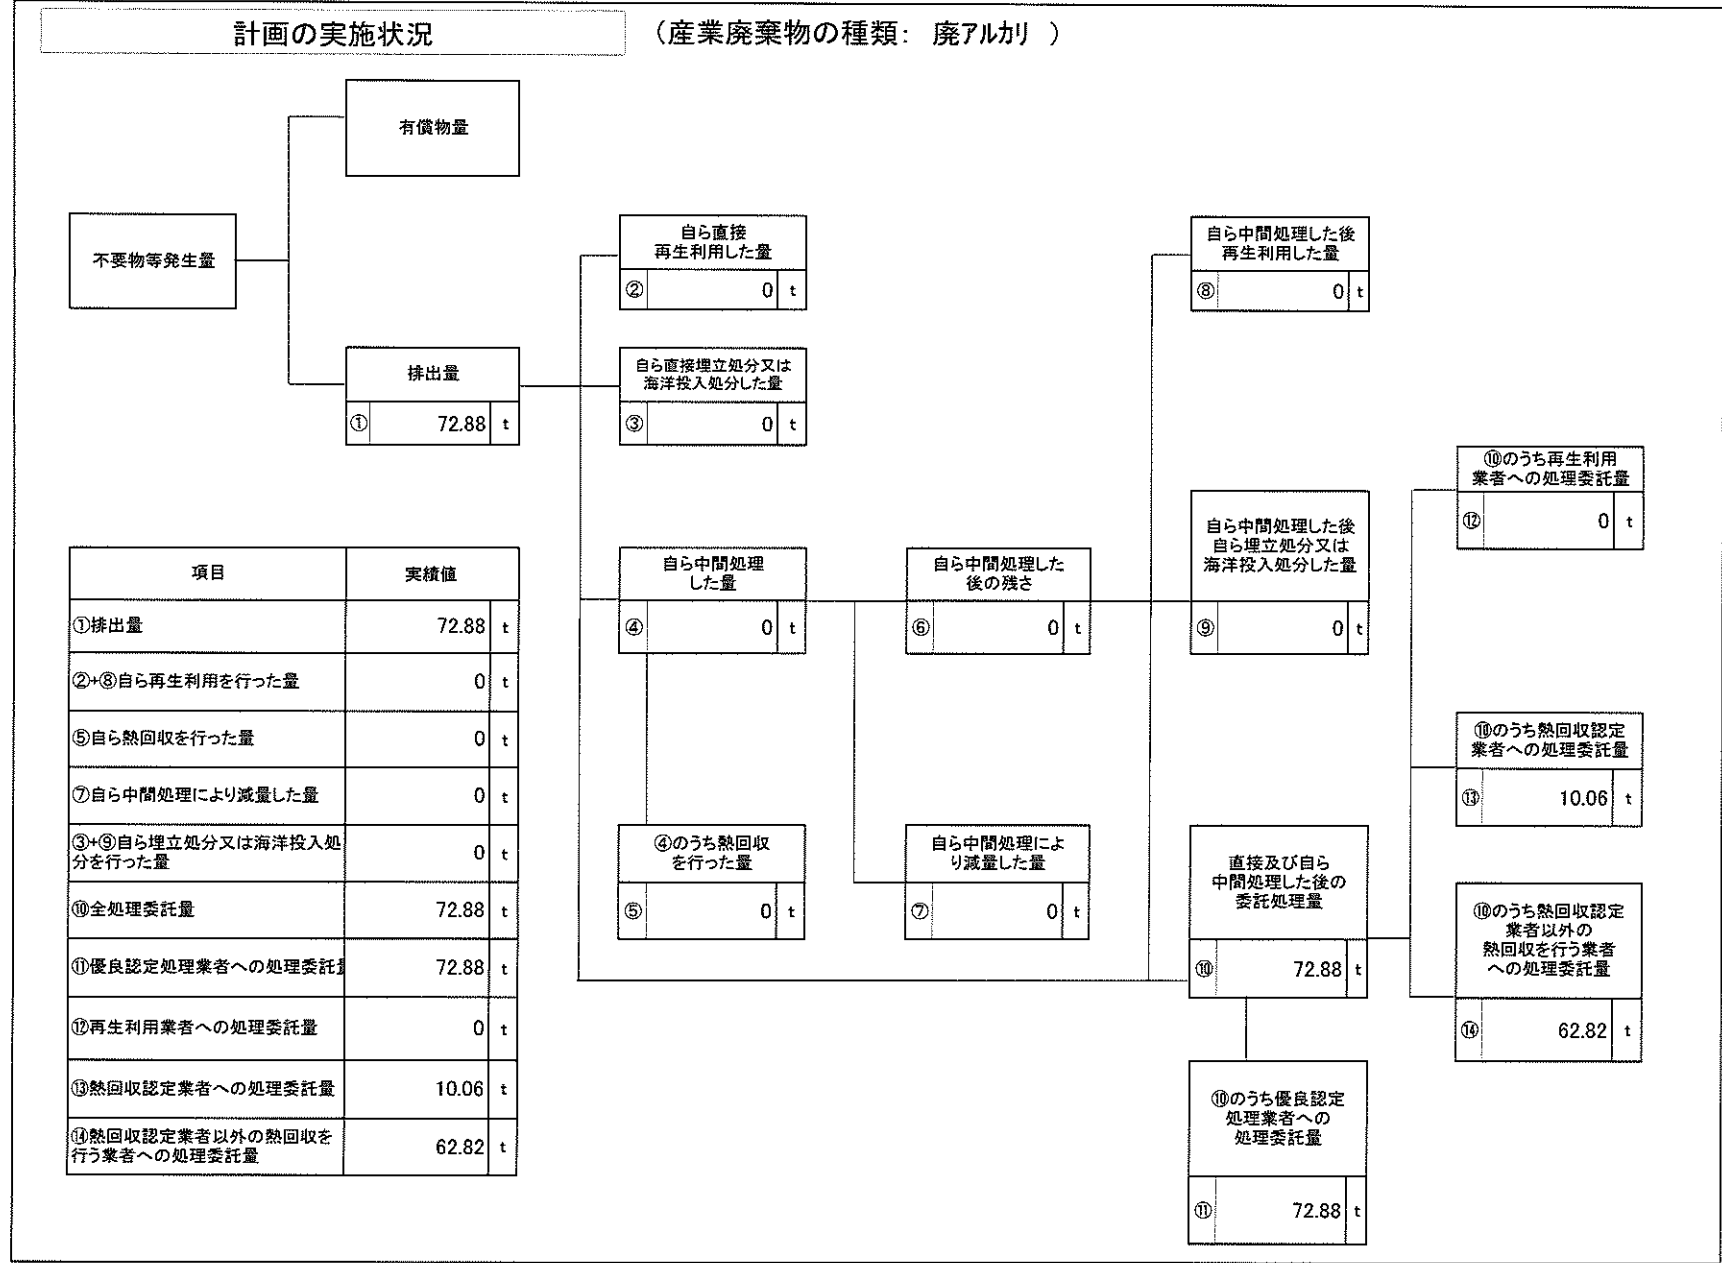 計画の実施状況
(産業廃棄物の種類: 廃アルカリ )
有償物量
不要物等発生量
排出量
① 72.88 t
自ら直接
再生利用した量
② 0 t
自ら直接埋立処分又は
海洋投入処分した量
③ 0 t
自ら中間処理
した量
④ 0 t
④のうち熱回収
を行った量
⑤ 0 t
自ら中間処理した
後の残さ
⑥ 0 t
自ら中間処理によ
り減量した量
⑦ 0 t
自ら中間処理した後
再生利用した量
⑧ 0 t
自ら中間処理した後
自ら埋立処分又は
海洋投入処分した量
⑨ 0 t
直接及び自ら
中間処理した後の
委託処理量
⑩ 72.88 t
⑩のうち優良認定
処理業者への
処理委託量
⑪ 72.88 t
⑩のうち再生利用
業者への処理委託量
⑫ 0 t
⑩のうち熱回収認定
業者への処理委託量
⑬ 10.06 t
⑩のうち熱回収認定
業者以外の
熱回収を行う業者
への処理委託量
⑭ 62.82 t
項目 実績値
①排出量 72.88 t
②+⑧自ら再生利用を行った量 0 t
⑤自ら熱回収を行った量 0 t
⑦自ら中間処理により減量した量 0 t
③+⑨自ら埋立処分又は海洋投入処
分を行った量 0 t
⑩全処理委託量 72.88 t
⑪優良認定処理業者への処理委託量 72.88 t
⑫再生利用業者への処理委託量 0 t
⑬熱回収認定業者への処理委託量 10.06 t
⑭熱回収認定業者以外の熱回収を
行う業者への処理委託量 62.82 t